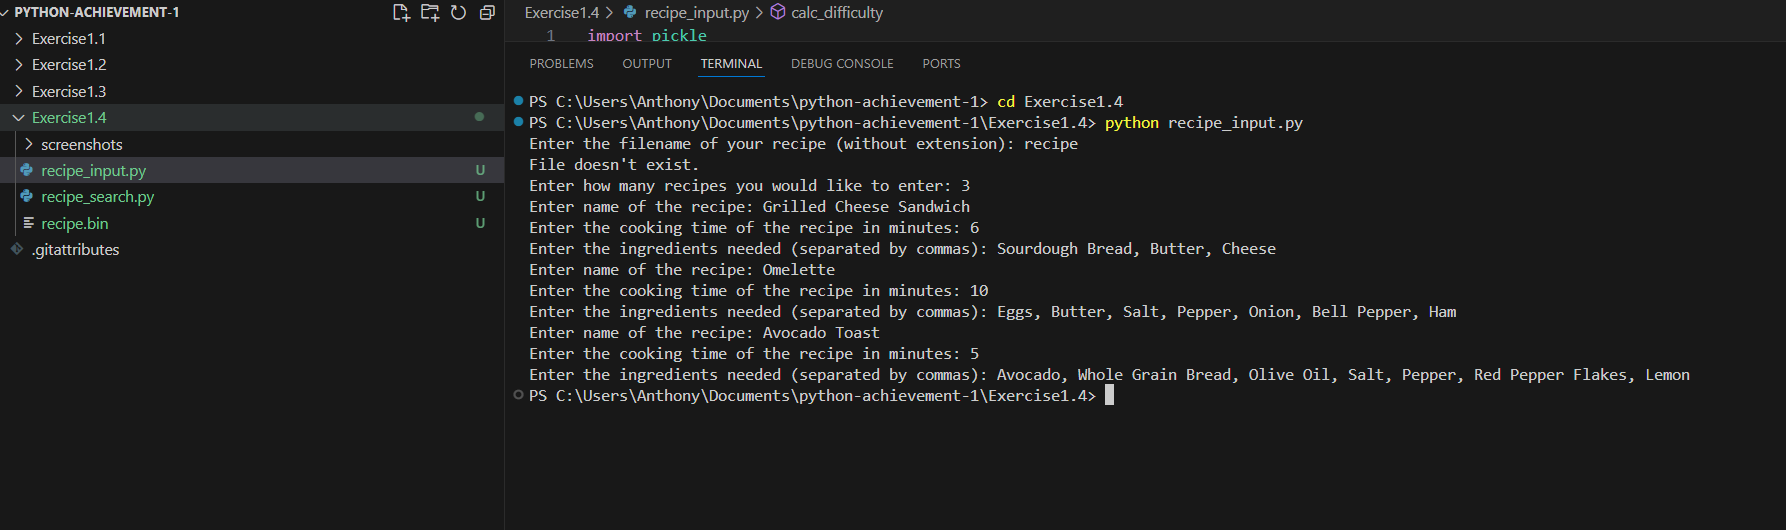 PYTHON-ACHIEVEMENT-1
Exercise1.1
Exercise1.2
Exercise1.3
Exercise1.4
screenshots
recipe_input.py U
recipe_search.py U
recipe.bin U
.gitattributes
Exercise1.4 > recipe_input.py > calc_difficulty
1 import pickle
PROBLEMS OUTPUT TERMINAL DEBUG CONSOLE PORTS
PS C:\Users\Anthony\Documents\python-achievement-1> cd Exercise1.4
PS C:\Users\Anthony\Documents\python-achievement-1\Exercise1.4> python recipe_input.py
Enter the filename of your recipe (without extension): recipe
File doesn't exist.
Enter how many recipes you would like to enter: 3
Enter name of the recipe: Grilled Cheese Sandwich
Enter the cooking time of the recipe in minutes: 6
Enter the ingredients needed (separated by commas): Sourdough Bread, Butter, Cheese
Enter name of the recipe: Omelette
Enter the cooking time of the recipe in minutes: 10
Enter the ingredients needed (separated by commas): Eggs, Butter, Salt, Pepper, Onion, Bell Pepper, Ham
Enter name of the recipe: Avocado Toast
Enter the cooking time of the recipe in minutes: 5
Enter the ingredients needed (separated by commas): Avocado, Whole Grain Bread, Olive Oil, Salt, Pepper, Red Pepper Flakes, Lemon
PS C:\Users\Anthony\Documents\python-achievement-1\Exercise1.4>